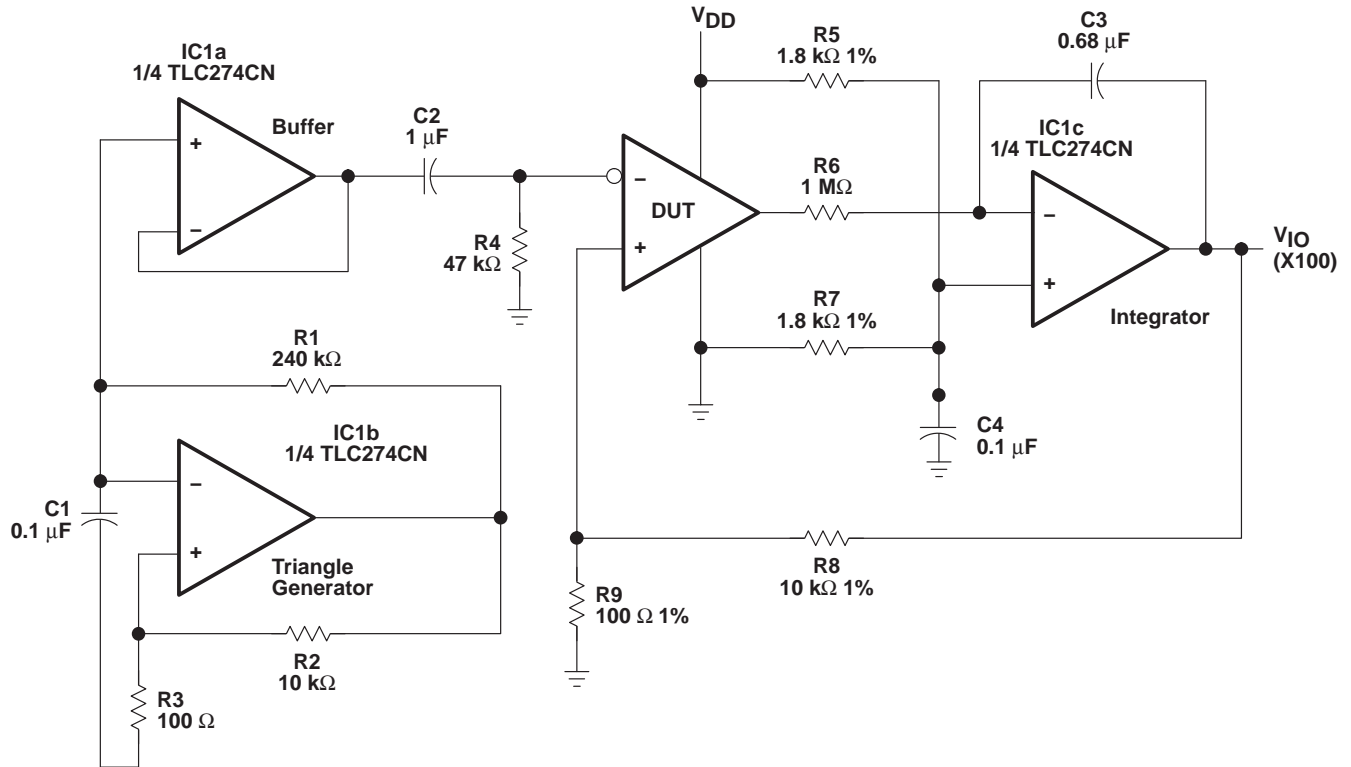 IC1a
1/4 TLC274CN
Buffer
+
−
C2
1 μF
R4
47 kΩ
VDD
R5
1.8 kΩ 1%
C3
0.68 μF
IC1c
1/4 TLC274CN
R6
1 MΩ
−
DUT
+
−
+
VIO
(X100)
Integrator
R7
1.8 kΩ 1%
C4
0.1 μF
R1
240 kΩ
IC1b
1/4 TLC274CN
C1
0.1 μF
−
+
Triangle
Generator
R2
10 kΩ
R3
100 Ω
R8
10 kΩ 1%
R9
100 Ω 1%